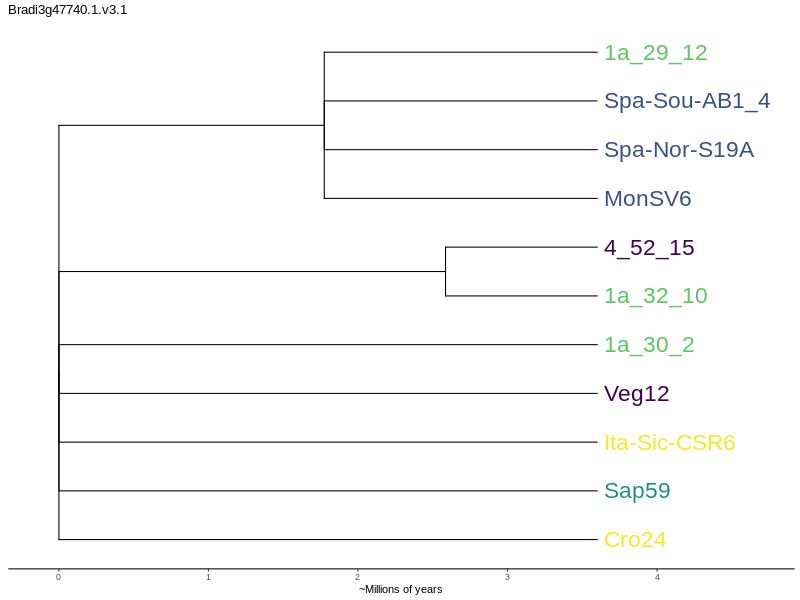 Bradi3g47740.1.v3.1
1a_29_12
Spa-Sou-AB1_4
Spa-Nor-S19A
MonSV6
4_52_15
1a_32_10
1a_30_2
Veg12
Ita-Sic-CSR6
Sap59
Cro24
0 1 2 3 4
~Millions of years